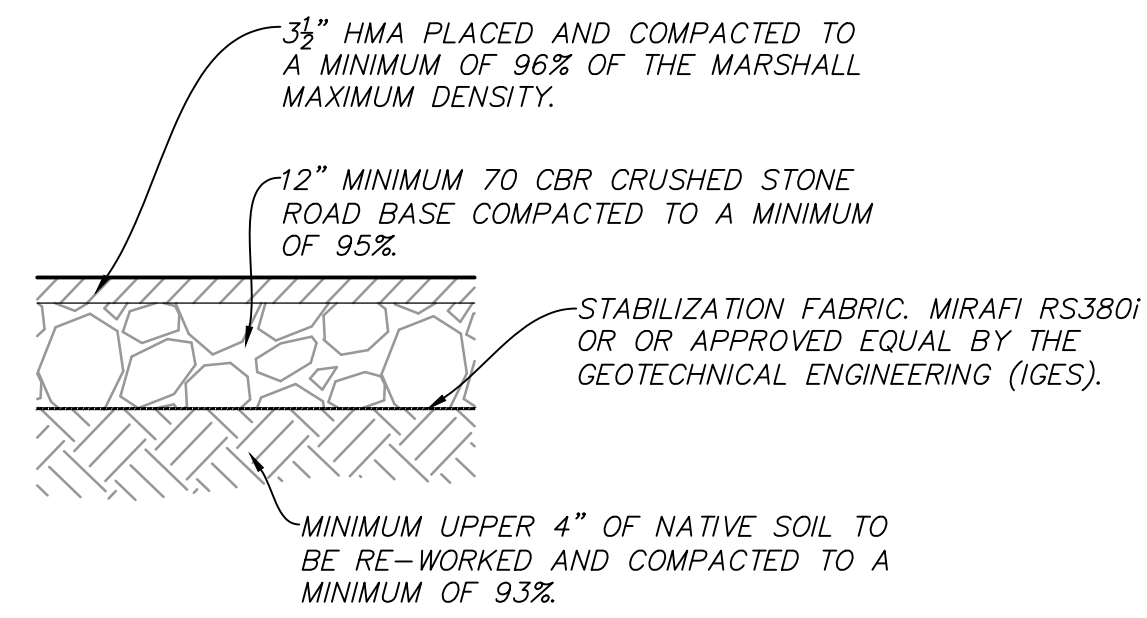 3½" HMA PLACED AND COMPACTED TO
A MINIMUM OF 96% OF THE MARSHALL
MAXIMUM DENSITY.
12" MINIMUM 70 CBR CRUSHED STONE
ROAD BASE COMPACTED TO A MINIMUM
OF 95%.
STABILIZATION FABRIC. MIRAFI RS380i
OR OR APPROVED EQUAL BY THE
GEOTECHNICAL ENGINEERING (IGES).
MINIMUM UPPER 4" OF NATIVE SOIL TO
BE RE-WORKED AND COMPACTED TO A
MINIMUM OF 93%.